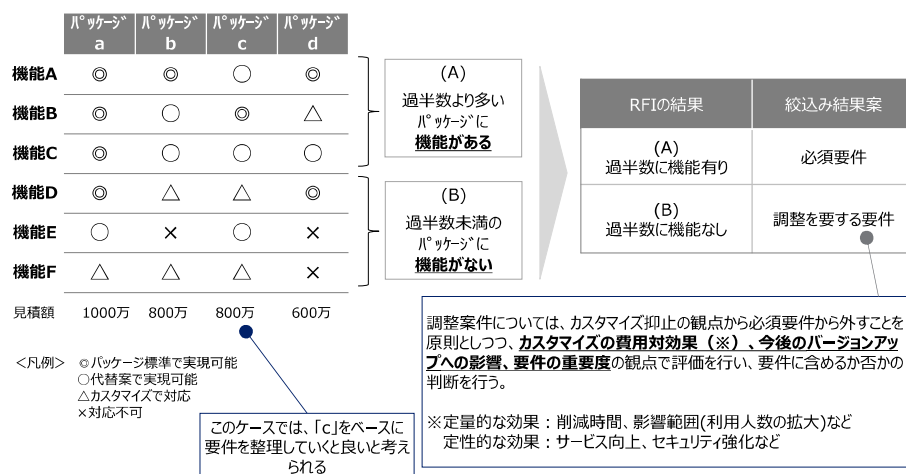 ﾊﾟｯｹｰｼﾞ a ﾊﾟｯｹｰｼﾞ b ﾊﾟｯｹｰｼﾞ c ﾊﾟｯｹｰｼﾞ d
機能A ◎ ◎ ○ ◎
機能B ◎ ○ ◎ △
機能C ◎ ○ ○ ○
機能D ◎ △ △ ◎
機能E ○ × ○ ×
機能F △ △ △ ×
見積額 1000万 800万 800万 600万
<凡例> ◎パッケージ標準で実現可能
○代替案で実現可能
△カスタマイズで対応
×対応不可
(A)
過半数より多い
ﾊﾟｯｹｰｼﾞに
機能がある
(B)
過半数未満の
ﾊﾟｯｹｰｼﾞに
機能がない
RFIの結果 絞込み結果案
(A)
過半数に機能有り
必須要件
(B)
過半数に機能なし
調整を要する要件
このケースでは、「c」をベースに
要件を整理していくと良いと考え
られる
調整案件については、カスタマイズ抑止の観点から必須要件から外すことを
原則としつつ、カスタマイズの費用対効果（※）、今後のバージョンアッ
プへの影響、要件の重要度の観点で評価を行い、要件に含めるか否かの
判断を行う。
※定量的な効果：削減時間、影響範囲(利用人数の拡大)など
定性的な効果：サービス向上、セキュリティ強化など